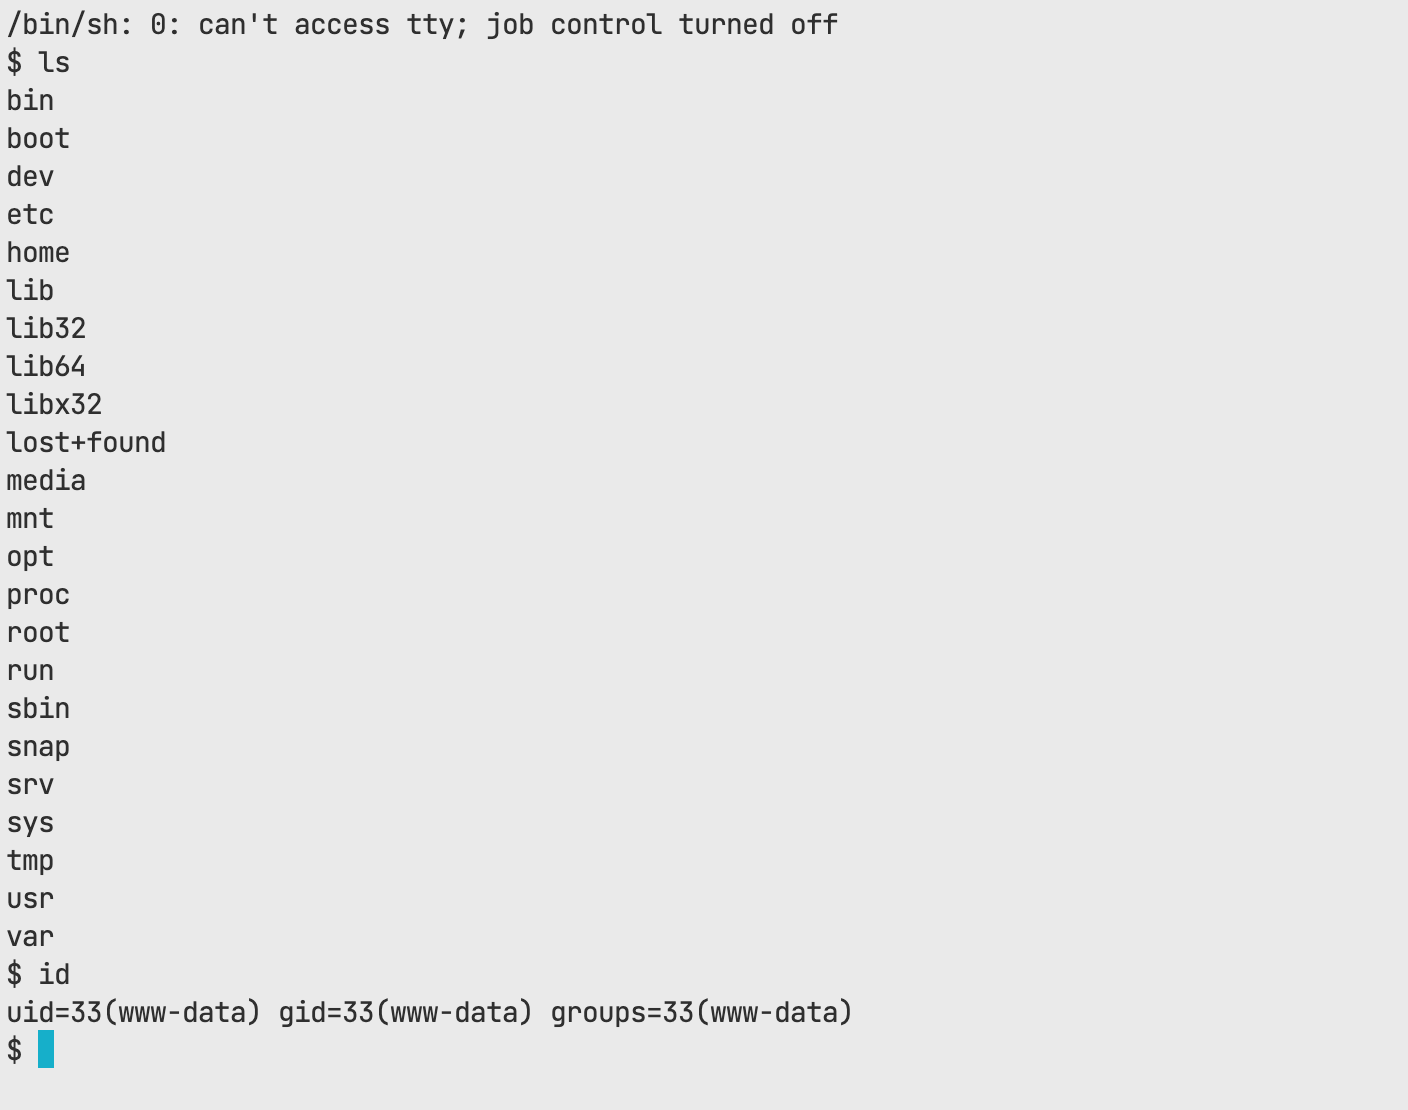 /bin/sh: 0: can't access tty; job control turned off
$ ls
bin
boot
dev
etc
home
lib
lib32
lib64
libx32
lost+found
media
mnt
opt
proc
root
run
sbin
snap
srv
sys
tmp
usr
var
$ id
uid=33(www-data) gid=33(www-data) groups=33(www-data)
$